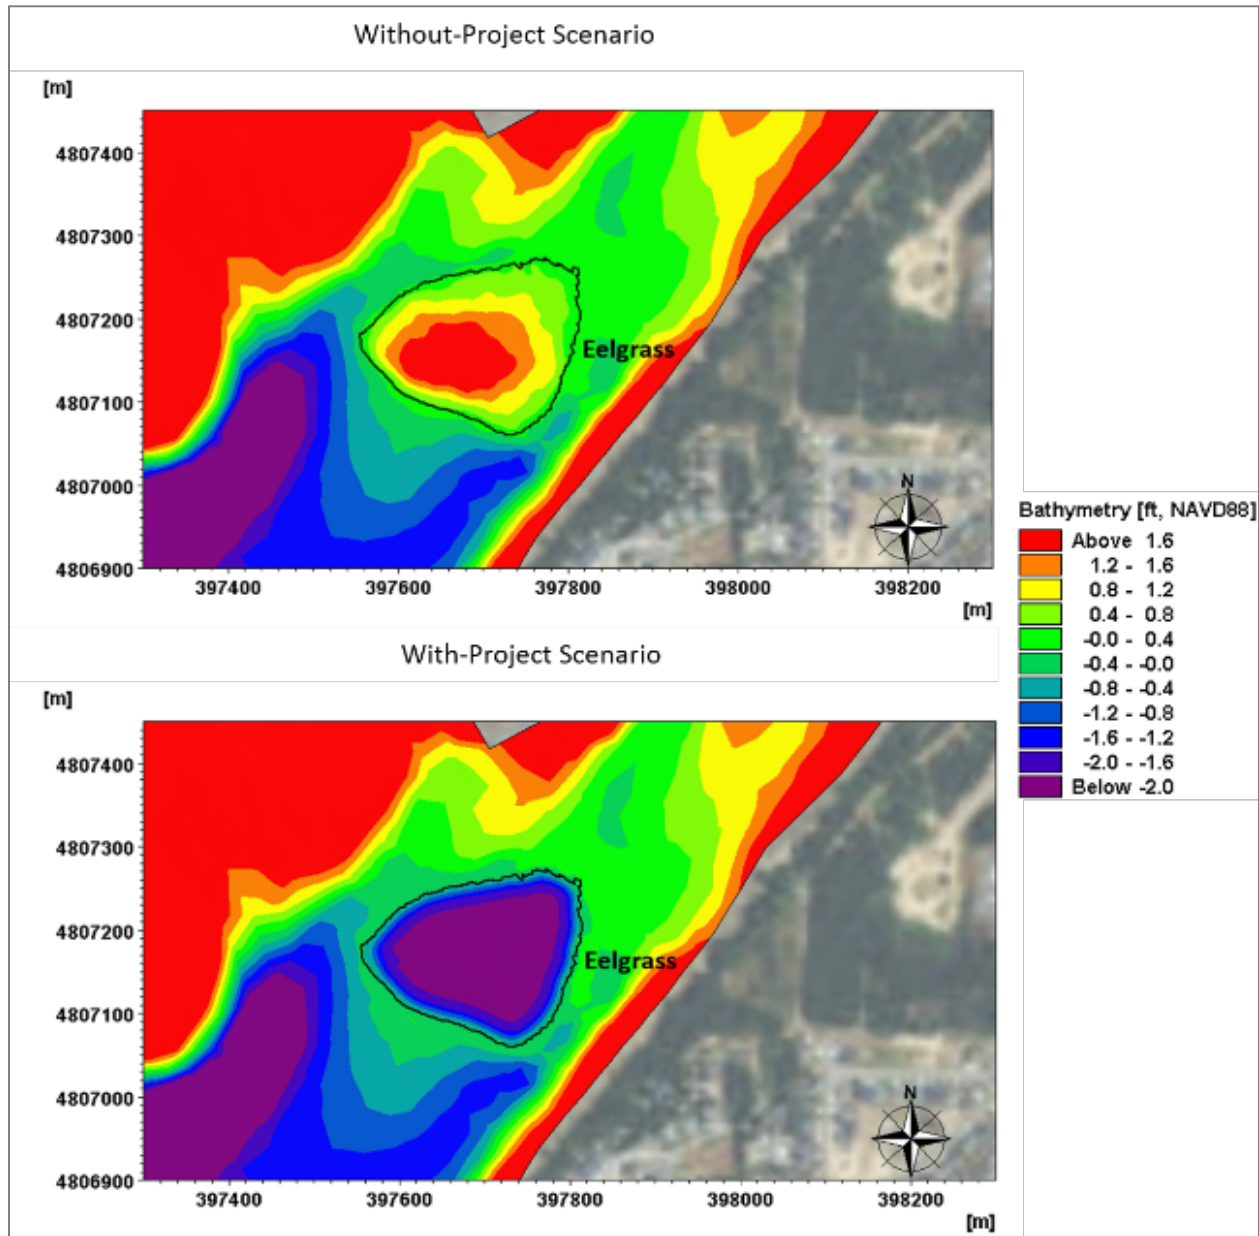 Without-Project Scenario
[m]
4807400
4807300
4807200
4807100
4807000
4806900
Eelgrass
N
397400 397600 397800 398000 398200
[m]
Bathymetry [ft, NAVD88]
Above 1.6
1.2 - 1.6
0.8 - 1.2
0.4 - 0.8
-0.0 - 0.4
-0.4 - -0.0
-0.8 - -0.4
-1.2 - -0.8
-1.6 - -1.2
-2.0 - -1.6
Below -2.0
With-Project Scenario
[m]
4807400
4807300
4807200
4807100
4807000
4806900
Eelgrass
N
397400 397600 397800 398000 398200
[m]